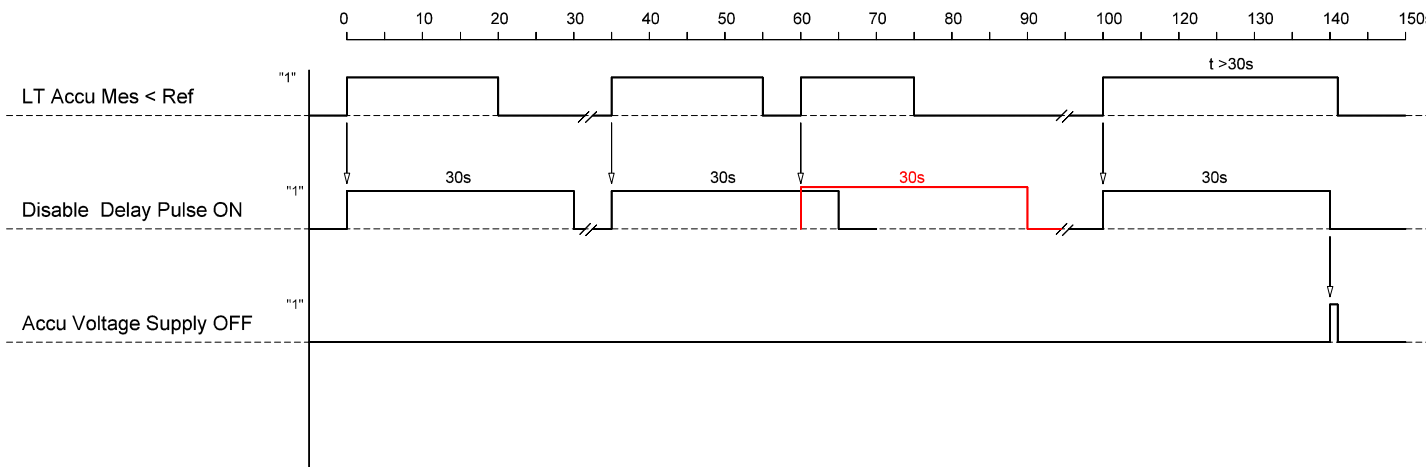 0 10 20 30 40 50 60 70 80 90 100 120 130 140 150s
t >30s
"1"
LT Accu Mes < Ref
30s 30s 30s 30s
"1"
Disable Delay Pulse ON
"1"
Accu Voltage Supply OFF